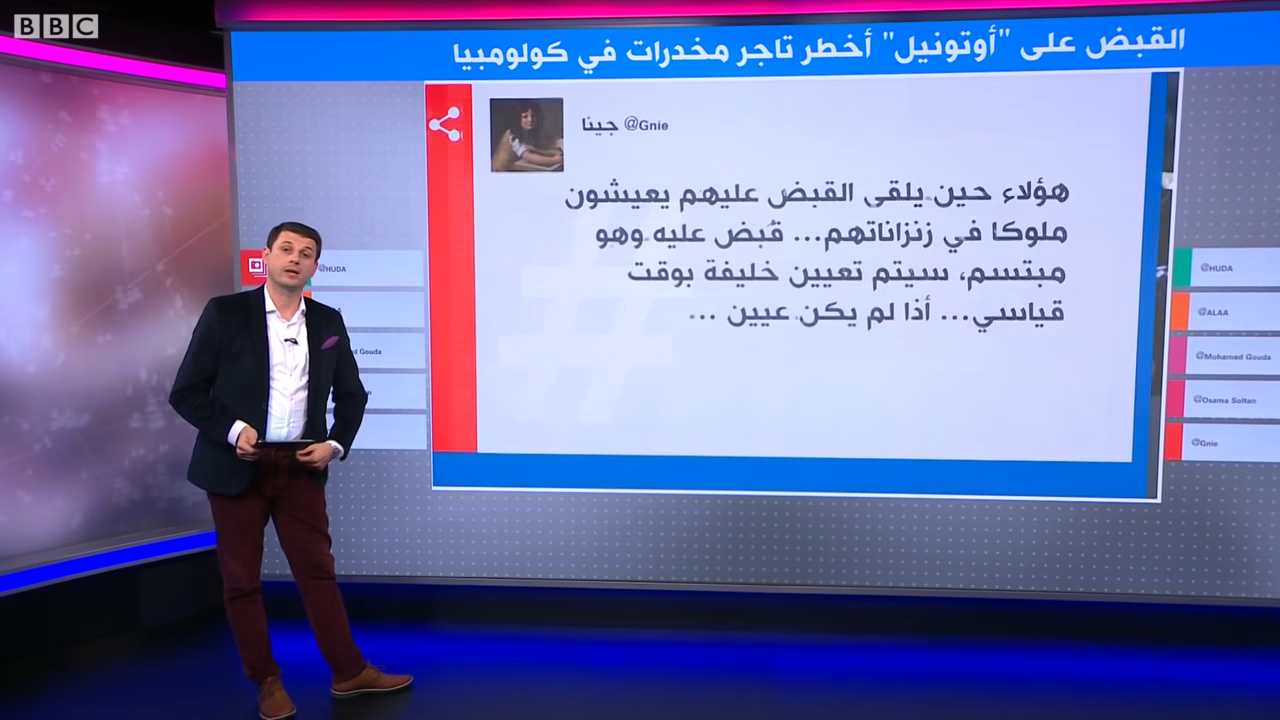 BBC
القبض على "أوتونيل" أخطر تاجر مخدرات في كولومبيا
جينا @Gnie
هؤلاء حين يلقى القبض عليهم يعيشون
ملوكا في زنزاناتهم... قبض عليه وهو
مبتسم، سيتم تعيين خليفة بوقت
قياسي... أذا لم يكن عيين ...
@HUDA
Gouda
@HUDA
@ALAA
@Mohamed Gouda
@Osama Soltan
@Gnie